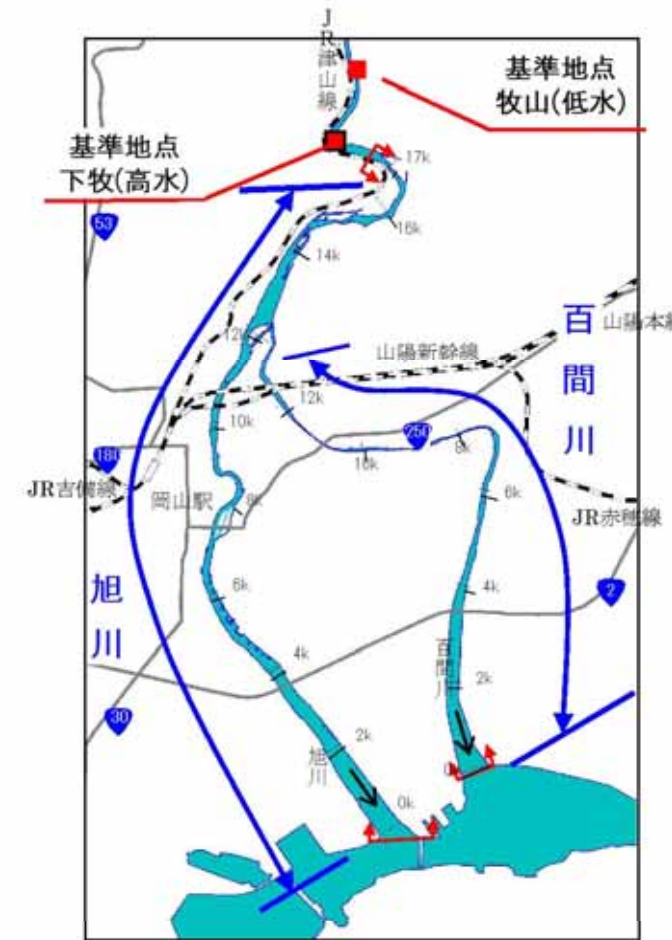 JR津山線
基準地点
牧山(低水)
基準地点
下牧(高水)
17k
16k
53
14k
12k
百間川
山陽本線
山陽新幹線
12k
10k
250
180
10k
8k
JR吉備線
岡山駅
8k
6k
JR赤穂線
旭川
6k
4k
2
百間川
4k
2k
30
旭川
2k
0k